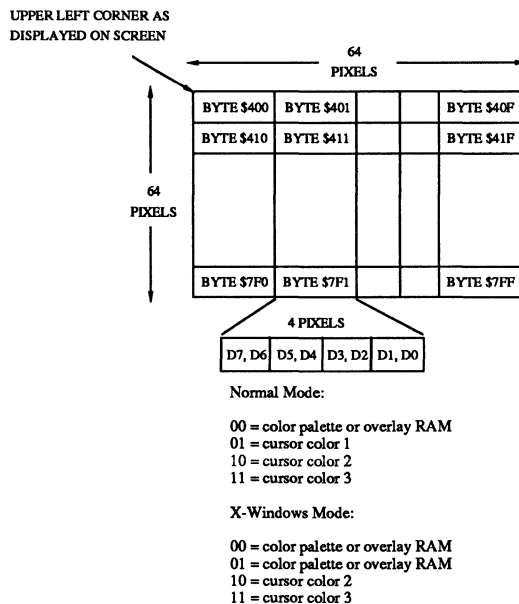 UPPER LEFT CORNER AS
DISPLAYED ON SCREEN
64
PIXELS
BYTE $400 BYTE $401 BYTE $40F
BYTE $410 BYTE $411 BYTE $41F
64
PIXELS
BYTE $7F0 BYTE $7F1 BYTE $7FF
4 PIXELS
D7, D6 D5, D4 D3, D2 D1, D0
Normal Mode:
00 = color palette or overlay RAM
01 = cursor color 1
10 = cursor color 2
11 = cursor color 3
X-Windows Mode:
00 = color palette or overlay RAM
01 = color palette or overlay RAM
10 = cursor color 2
11 = cursor color 3